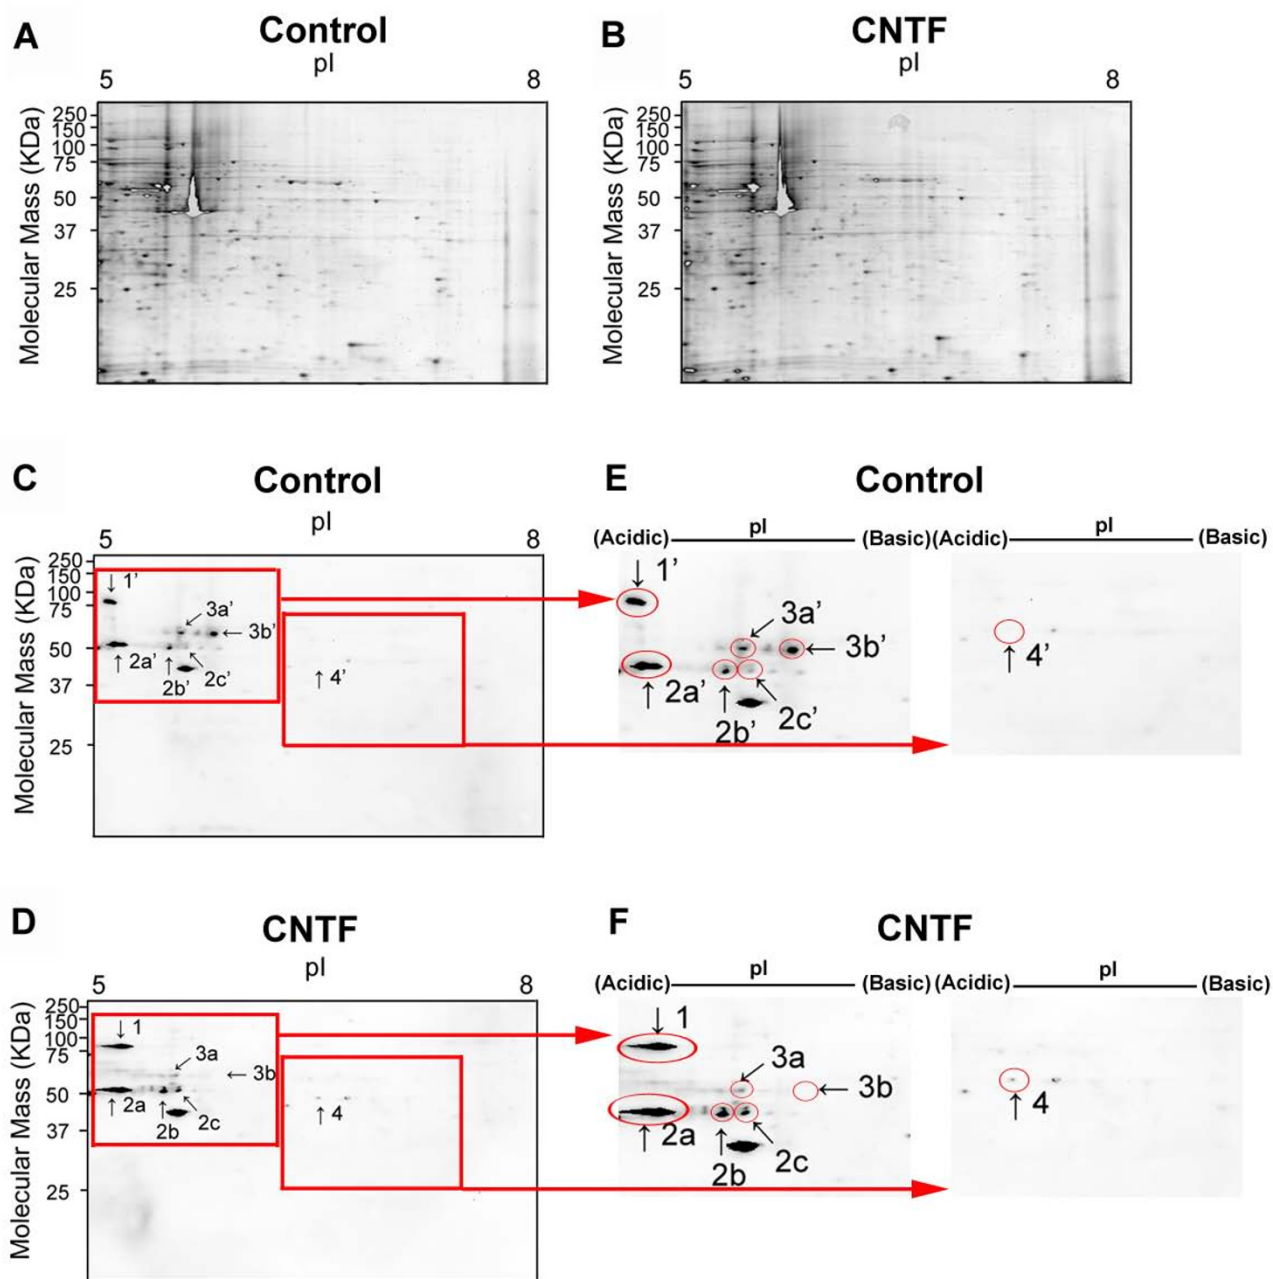 A
Control
pI
5
8
Molecular Mass (KDa)
250
150
100
75
50
37
25
B
CNTF
pI
5
8
Molecular Mass (KDa)
250
150
100
75
50
37
25
C
Control
pI
5
8
Molecular Mass (KDa)
250
150
100
75
50
37
25
1’
3a’
3b’
2a’
2b’
2c’
4’
E
Control
(Acidic) pI (Basic)
(Acidic) pI (Basic)
1’
3a’
3b’
2a’
2b’
2c’
4’
D
CNTF
pI
5
8
Molecular Mass (KDa)
250
150
100
75
50
37
25
1
3a
3b
2a
2b
2c
4
F
CNTF
(Acidic) pI (Basic)
(Acidic) pI (Basic)
1
3a
3b
2a
2b
2c
4